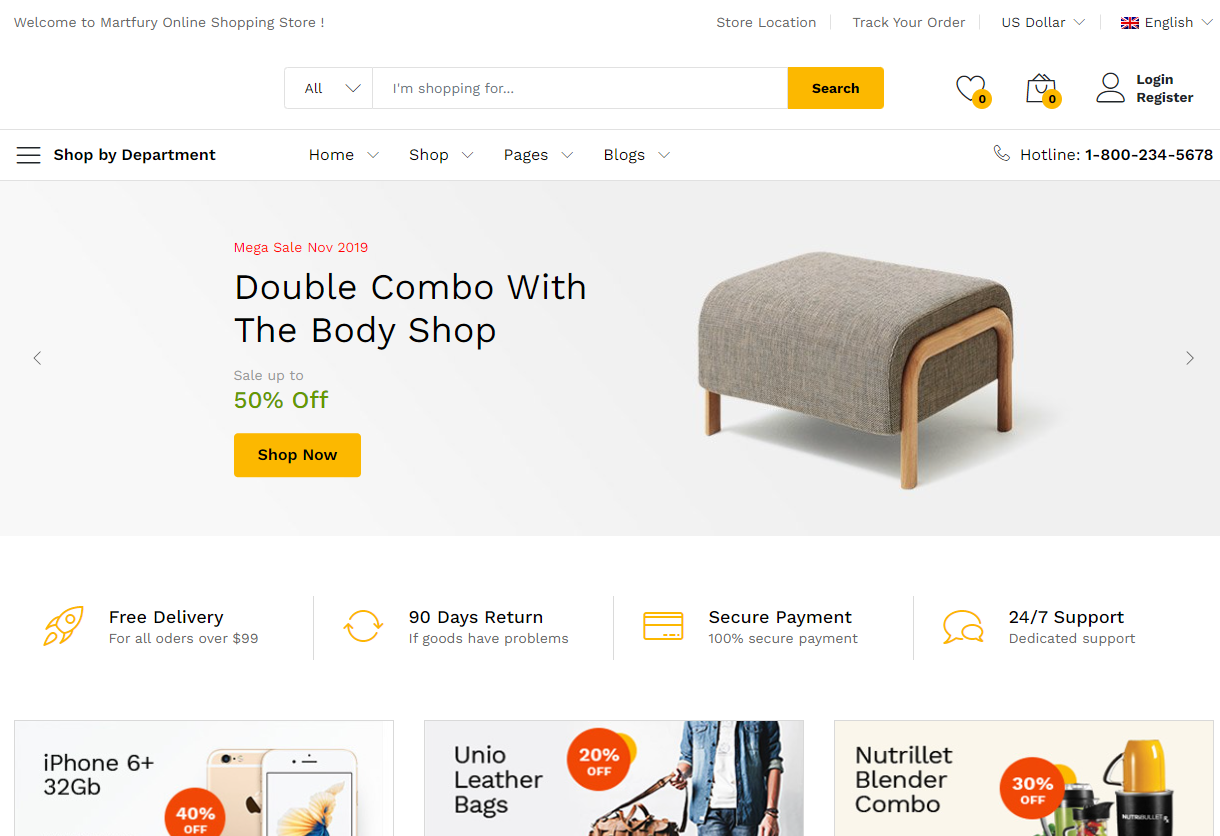 Welcome to Martfury Online Shopping Store !
Store Location
Track Your Order
US Dollar
English
All
I'm shopping for...
Search
0
0
Login
Register
Shop by Department
Home
Shop
Pages
Blogs
Hotline: 1-800-234-5678
Mega Sale Nov 2019
Double Combo With
The Body Shop
Sale up to
50% Off
Shop Now
Free Delivery
For all oders over $99
90 Days Return
If goods have problems
Secure Payment
100% secure payment
24/7 Support
Dedicated support
iPhone 6+
32Gb
40%
OFF
Unio
Leather
Bags
20%
OFF
Nutrillet
Blender
Combo
30%
OFF
NUTRIBULLET